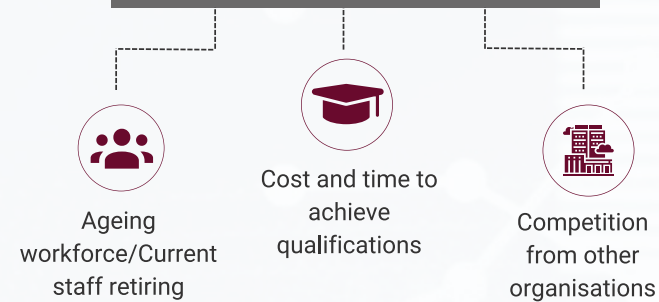 Ageing
workforce/Current
staff retiring
Cost and time to
achieve
qualifications
Competition
from other
organisations